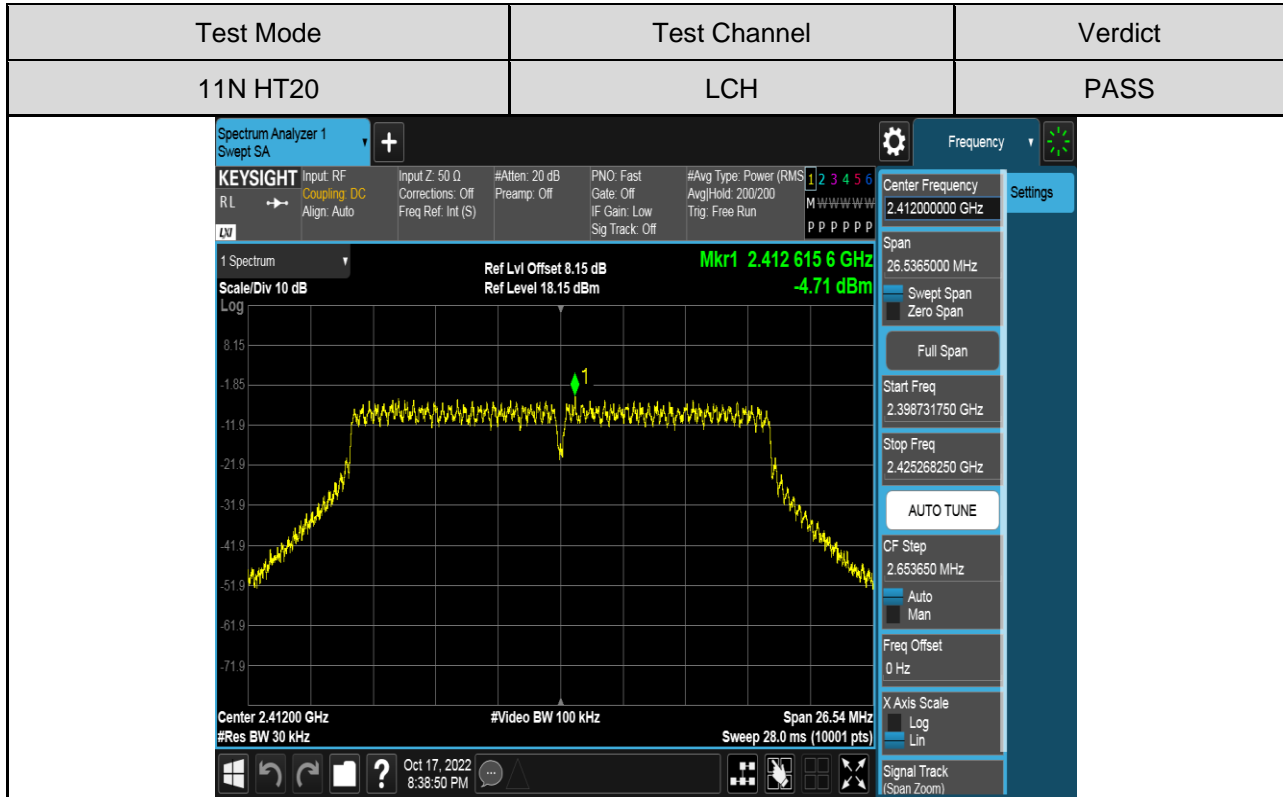 Test Mode
Test Channel
Verdict
11N HT20
LCH
PASS
Spectrum Analyzer 1
Swept SA
+
Frequency
KEYSIGHT
RL
LXI
Input: RF
Coupling: DC
Align: Auto
Input Z: 50 Ω
Corrections: Off
Freq Ref: Int (S)
#Atten: 20 dB
Preamp: Off
PNO: Fast
Gate: Off
IF Gain: Low
Sig Track: Off
#Avg Type: Power (RMS
Avg|Hold: 200/200
Trig: Free Run
1 2 3 4 5 6
M W W W W W
P P P P P P
1 Spectrum
Scale/Div 10 dB
Log
Ref Lvl Offset 8.15 dB
Ref Level 18.15 dBm
Mkr1 2.412 615 6 GHz
-4.71 dBm
8.15
-1.85
-11.9
-21.9
-31.9
-41.9
-51.9
-61.9
-71.9
1
Center 2.41200 GHz
#Res BW 30 kHz
#Video BW 100 kHz
Span 26.54 MHz
Sweep 28.0 ms (10001 pts)
Center Frequency
2.412000000 GHz
Settings
Span
26.5365000 MHz
Swept Span
Zero Span
Full Span
Start Freq
2.398731750 GHz
Stop Freq
2.425268250 GHz
AUTO TUNE
CF Step
2.653650 MHz
Auto
Man
Freq Offset
0 Hz
X Axis Scale
Log
Lin
Signal Track
(Span Zoom)
?
Oct 17, 2022
8:38:50 PM